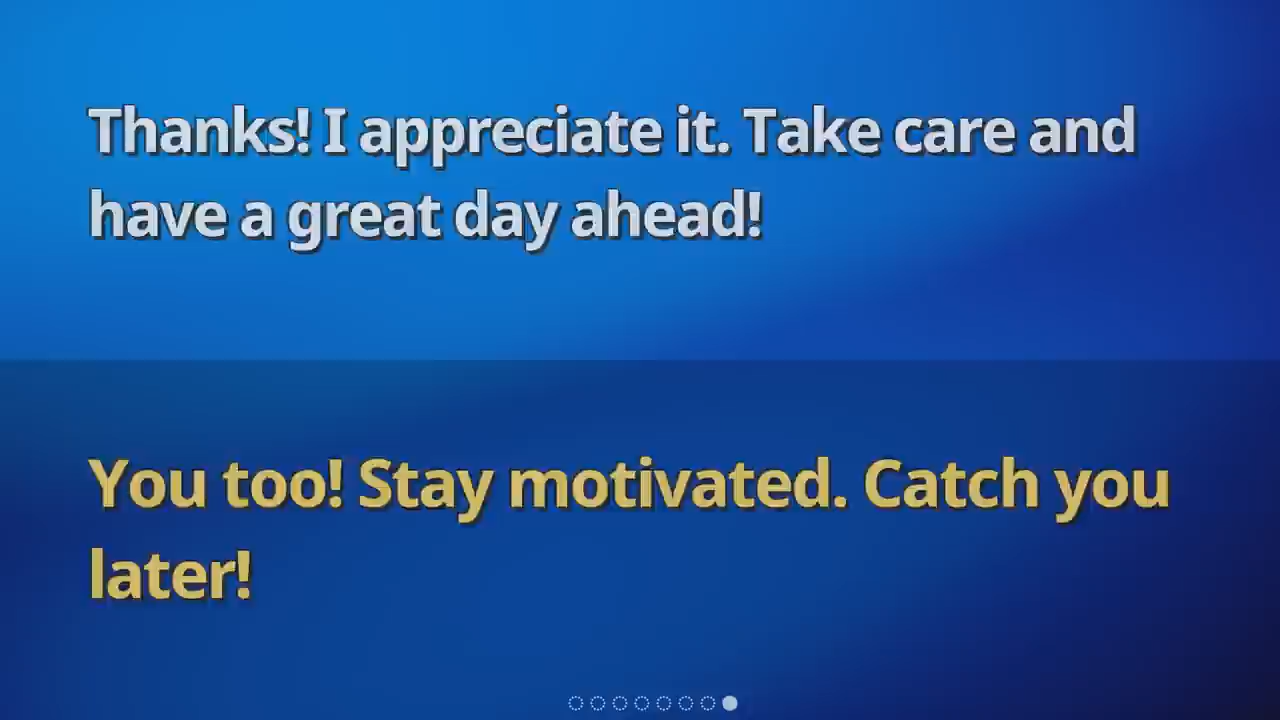 Thanks! I appreciate it. Take care and
have a great day ahead!
You too! Stay motivated. Catch you
later!